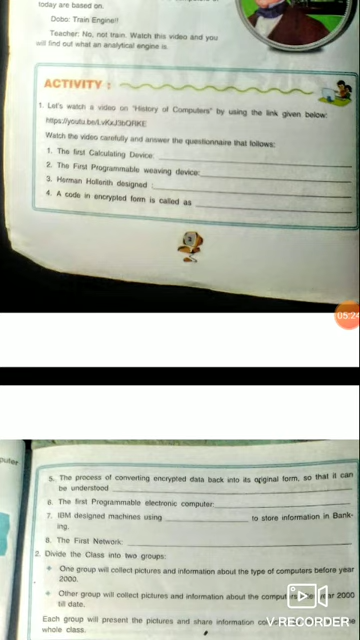 today are based on.
Dobo: Train Engine!!
Teacher: No, not train. Watch this video and you
will find out what an analytical engine is.
ACTIVITY :
1. Let's watch a video on "History of Computers" by using the link given below:
Watch the video carefully and answer the questionnaire that follows:
1. The first Calculating Device:
2. The First Programmable weaving device:
3. Herman Hollerith designed :
4. A code in encrypted form is called as
05:24
puter
5. The process of converting encrypted data back into its original form, so that it can
be understood
6. The first Programmable electronic computer:
7. IBM designed machines using to store information in Bank-
ing.
8. The First Network:
2. Divide the Class into two groups:
One group will collect pictures and information about the type of computers before year
2000.
Other group will collect pictures and information about the year 2000
till date.
Each group will present the pictures and share information
whole class.
V.RECORDER